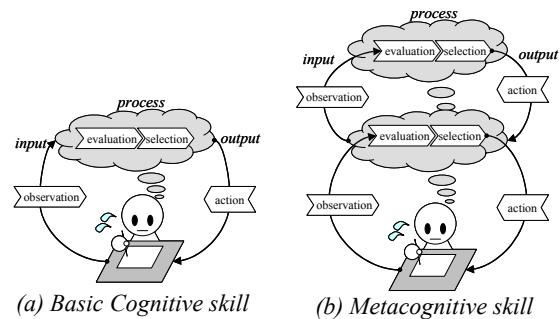 process
input
evaluation
selection
output
observation
action
(a) Basic Cognitive skill
process
input
evaluation
selection
output
observation
action
evaluation
selection
observation
action
(b) Metacognitive skill